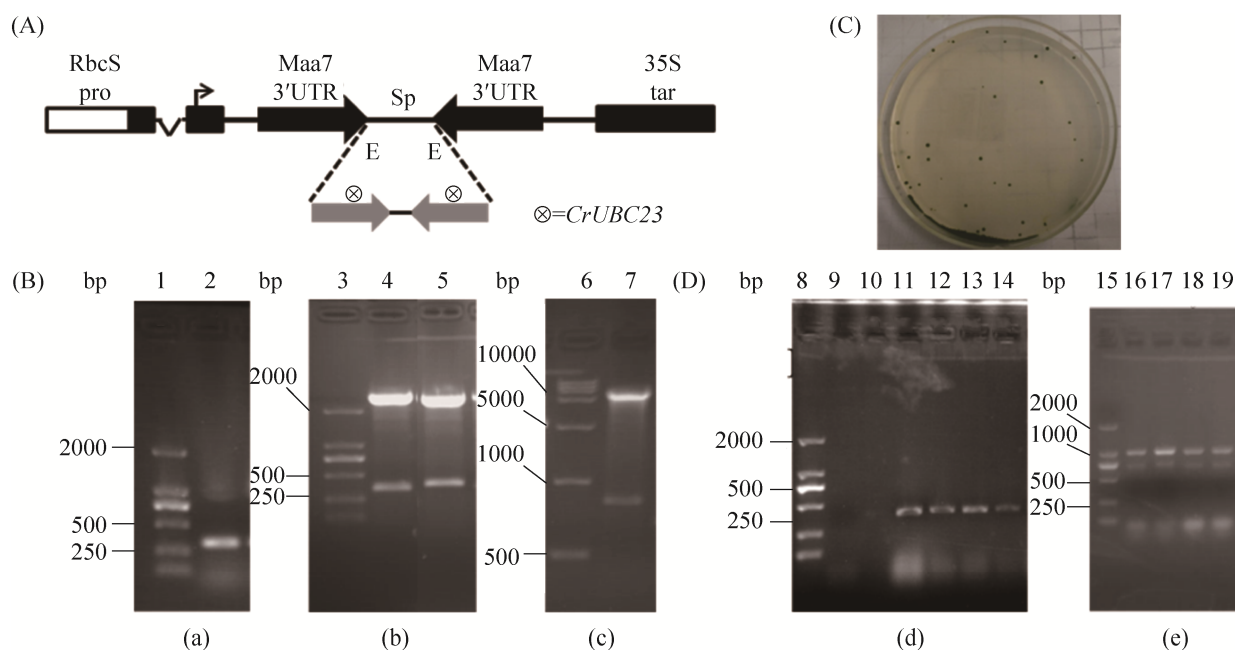 (A)
RbcS
pro
Maa7
3′UTR
Sp
Maa7
3′UTR
35S
tar
E E
⊗ ⊗
⊗=CrUBC23
(C)
(B) bp 1 2 bp 3 4 5 bp 6 7
2000
500
250
(a)
2000
500
250
(b)
10000
5000
1000
500
(c)
(D) bp 8 9 10 11 12 13 14 bp 15 16 17 18 19
2000
500
250
(d)
2000
1000
500
250
(e)